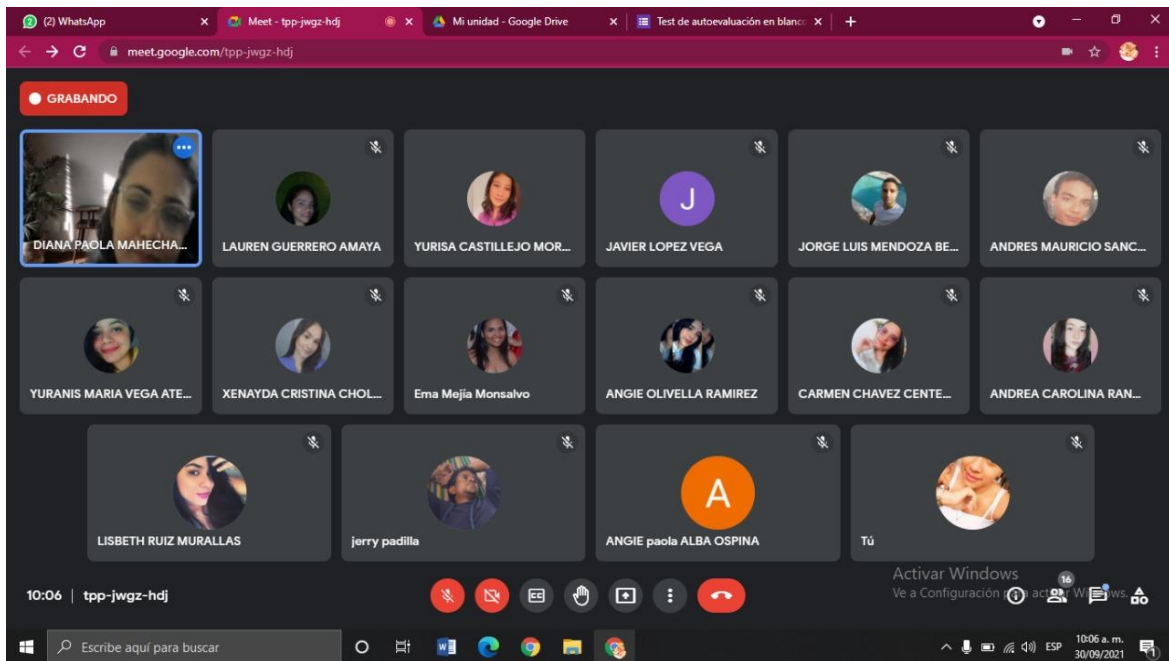 (2) WhatsApp
Meet - tpp-jwgz-hdj
Mi unidad - Google Drive
Test de autoevaluación en blanc
meet.google.com/tpp-jwgz-hdj
GRABANDO
DIANA PAOLA MAHECHA...
LAUREN GUERRERO AMAYA
YURISA CASTILLEJO MOR...
J
JAVIER LOPEZ VEGA
JORGE LUIS MENDOZA BE...
ANDRES MAURICIO SANC...
YURANIS MARIA VEGA ATE...
XENAYDA CRISTINA CHOL...
Ema Mejía Monsalvo
ANGIE OLIVELLA RAMIREZ
CARMEN CHAVEZ CENTE...
ANDREA CAROLINA RAN...
LISBETH RUIZ MURALLAS
jerry padilla
A
ANGIE paola ALBA OSPINA
Tú
Activar Windows
Ve a Configuración para activar Windows.
16
10:06 | tpp-jwgz-hdj
Escribe aquí para buscar
ESP
10:06 a. m.
30/09/2021
1